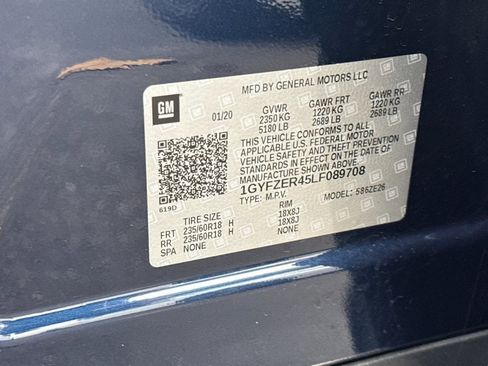 MFD BY GENERAL MOTORS LLC
GM
01/20
GVWR GAWR FRT GAWR RR
2350 KG 1220 KG 1220 KG
5180 LB 2689 LB 2689 LB
THIS VEHICLE CONFORMS TO ALL
APPLICABLE U.S. FEDERAL MOTOR
VEHICLE SAFETY, BUMPER, AND THEFT
PREVENTION STANDARDS IN EFFECT ON
THE DATE OF MANUFACTURE SHOWN ABOVE.
1GYFZER45LF089708
TYPE: M.P.V. MODEL: 5862E26
619D
TIRE SIZE RIM
FRT 235/60R18 H 18X8J
RR 235/60R18 H 18X8J
SPA NONE NONE